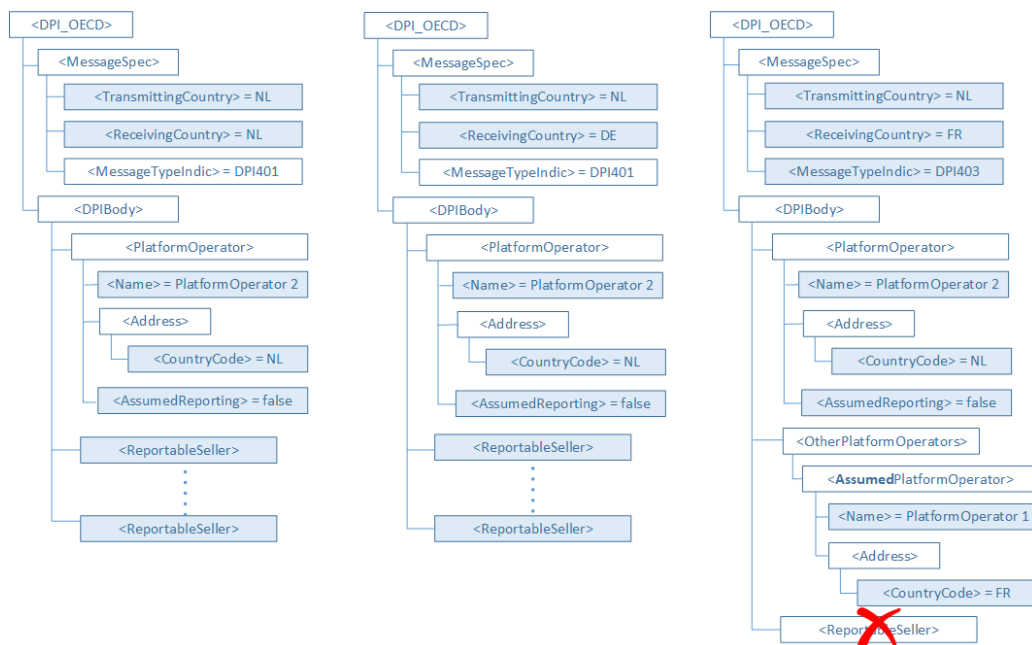 <DPI_OECD>
<MessageSpec>
<TransmittingCountry> = NL
<ReceivingCountry> = NL
<MessageTypeIndic> = DPI401
<DPIBody>
<PlatformOperator>
<Name> = PlatformOperator 2
<Address>
<CountryCode> = NL
<AssumedReporting> = false
<ReportableSeller>
<ReportableSeller>
<DPI_OECD>
<MessageSpec>
<TransmittingCountry> = NL
<ReceivingCountry> = DE
<MessageTypeIndic> = DPI401
<DPIBody>
<PlatformOperator>
<Name> = PlatformOperator 2
<Address>
<CountryCode> = NL
<AssumedReporting> = false
<ReportableSeller>
<ReportableSeller>
<DPI_OECD>
<MessageSpec>
<TransmittingCountry> = NL
<ReceivingCountry> = FR
<MessageTypeIndic> = DPI403
<DPIBody>
<PlatformOperator>
<Name> = PlatformOperator 2
<Address>
<CountryCode> = NL
<AssumedReporting> = false
<OtherPlatformOperators>
<AssumedPlatformOperator>
<Name> = PlatformOperator 1
<Address>
<CountryCode> = FR
<ReportableSeller>